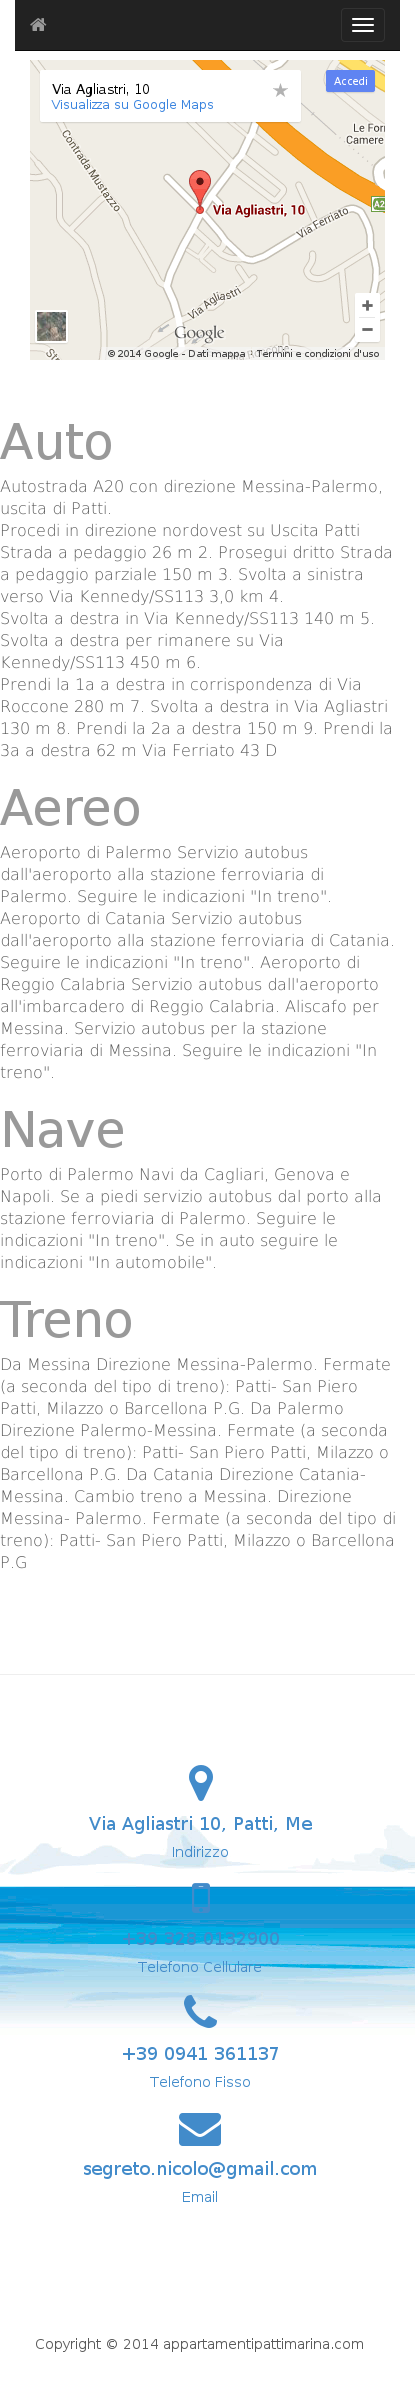 Via Agliastri, 10
Visualizza su Google Maps
Accedi
Le For
Camere
Contrada Mustazzo
A2
Via Agliastri, 10
Via Ferriato
Via Agliastri
Google
© 2014 Google - Dati mappa Termini e condizioni d'uso
Auto
Autostrada A20 con direzione Messina-Palermo,
uscita di Patti.
Procedi in direzione nordovest su Uscita Patti
Strada a pedaggio 26 m 2. Prosegui dritto Strada
a pedaggio parziale 150 m 3. Svolta a sinistra
verso Via Kennedy/SS113 3,0 km 4.
Svolta a destra in Via Kennedy/SS113 140 m 5.
Svolta a destra per rimanere su Via
Kennedy/SS113 450 m 6.
Prendi la 1a a destra in corrispondenza di Via
Roccone 280 m 7. Svolta a destra in Via Agliastri
130 m 8. Prendi la 2a a destra 150 m 9. Prendi la
3a a destra 62 m Via Ferriato 43 D
Aereo
Aeroporto di Palermo Servizio autobus
dall'aeroporto alla stazione ferroviaria di
Palermo. Seguire le indicazioni "In treno".
Aeroporto di Catania Servizio autobus
dall'aeroporto alla stazione ferroviaria di Catania.
Seguire le indicazioni "In treno". Aeroporto di
Reggio Calabria Servizio autobus dall'aeroporto
all'imbarcadero di Reggio Calabria. Aliscafo per
Messina. Servizio autobus per la stazione
ferroviaria di Messina. Seguire le indicazioni "In
treno".
Nave
Porto di Palermo Navi da Cagliari, Genova e
Napoli. Se a piedi servizio autobus dal porto alla
stazione ferroviaria di Palermo. Seguire le
indicazioni "In treno". Se in auto seguire le
indicazioni "In automobile".
Treno
Da Messina Direzione Messina-Palermo. Fermate
(a seconda del tipo di treno): Patti- San Piero
Patti, Milazzo o Barcellona P.G. Da Palermo
Direzione Palermo-Messina. Fermate (a seconda
del tipo di treno): Patti- San Piero Patti, Milazzo o
Barcellona P.G. Da Catania Direzione Catania-
Messina. Cambio treno a Messina. Direzione
Messina- Palermo. Fermate (a seconda del tipo di
treno): Patti- San Piero Patti, Milazzo o Barcellona
P.G
Via Agliastri 10, Patti, Me
Indirizzo
+39 320 0152900
Telefono Cellulare
+39 0941 361137
Telefono Fisso
segreto.nicolo@gmail.com
Email
Copyright © 2014 appartamentipattimarina.com